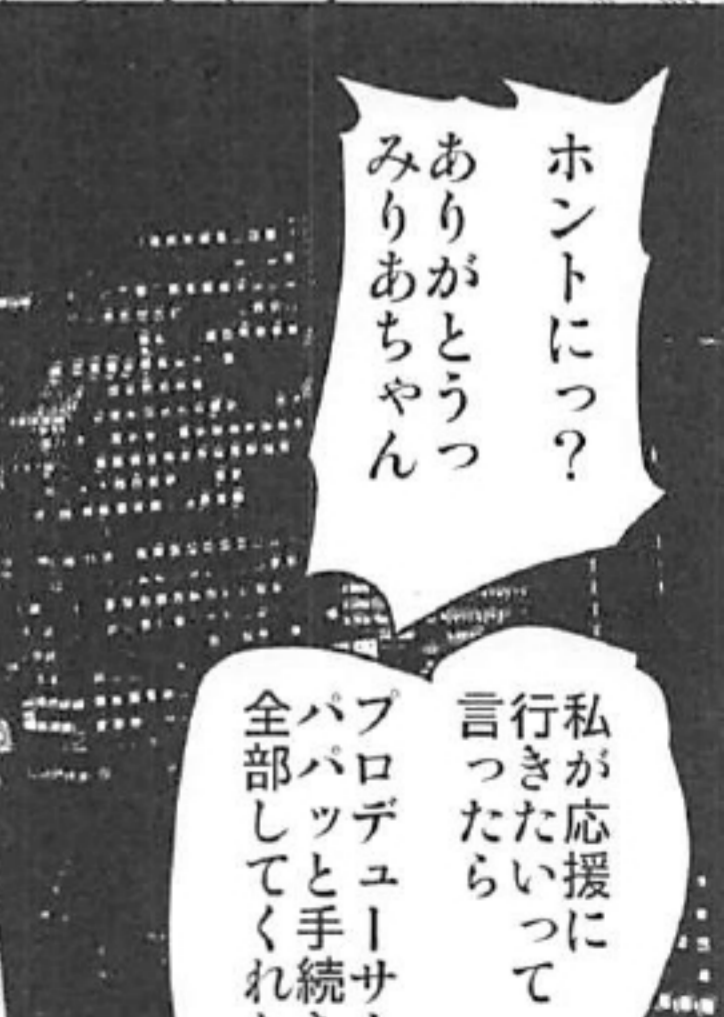 ホントにっ?
ありがとうっ
みりあちゃん
私が応援に
行きたいって
言ったら
プロデューサ
パパッと手続
全部してくれ